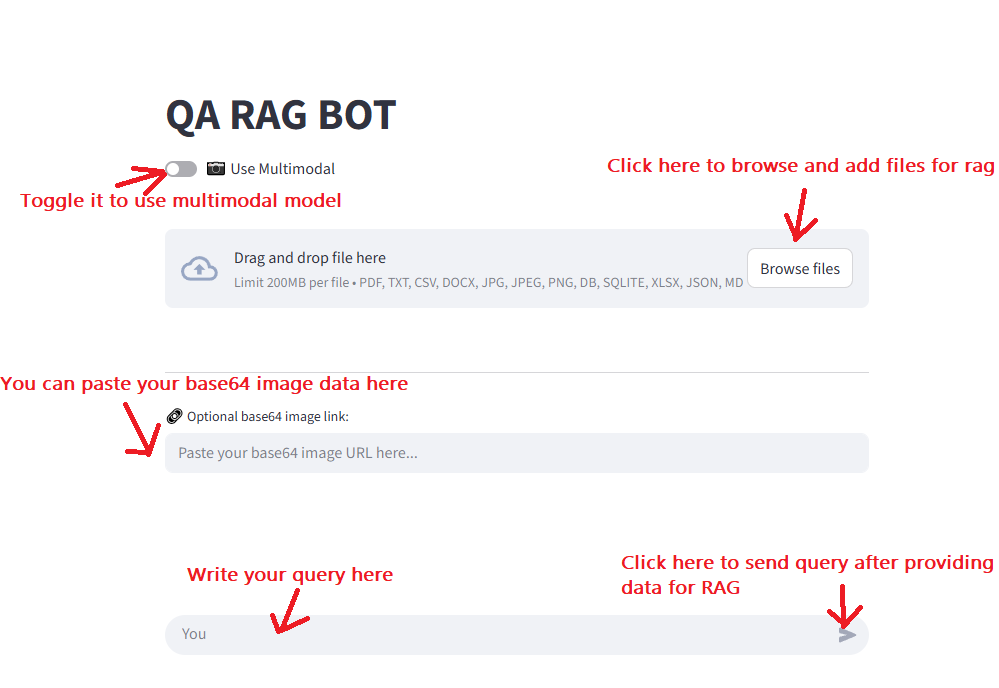 QA RAG BOT
Use Multimodal
Click here to browse and add files for rag
Toggle it to use multimodal model
Drag and drop file here
Limit 200MB per file • PDF, TXT, CSV, DOCX, JPG, JPEG, PNG, DB, SQLITE, XLSX, JSON, MD
Browse files
You can paste your base64 image data here
Optional base64 image link:
Paste your base64 image URL here...
Write your query here
Click here to send query after providing
data for RAG
You